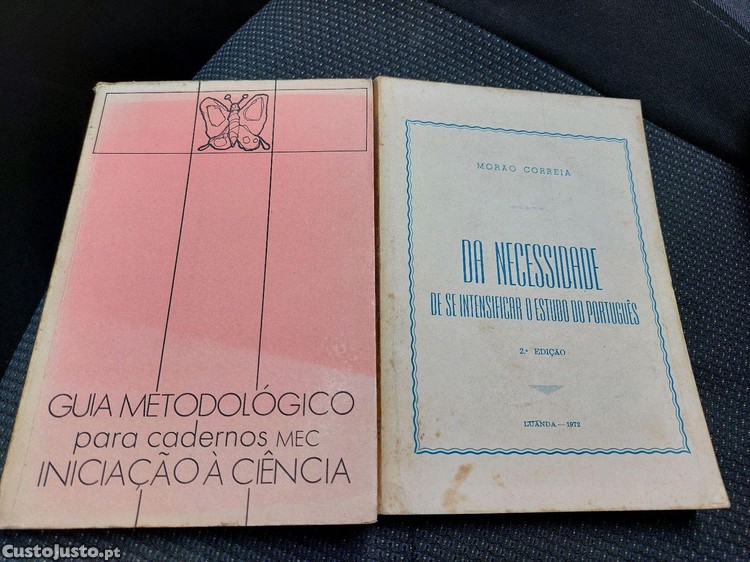 GUIA METODOLÓGICO
para cadernos MEC
INICIAÇÃO À CIÊNCIA
MORÃO CORREIA
DA NECESSIDADE
DE SE INTENSIFICAR O ESTUDO DO PORTUGUÊS
2.ª EDIÇÃO
LUANDA — 1972
CustoJusto.pt